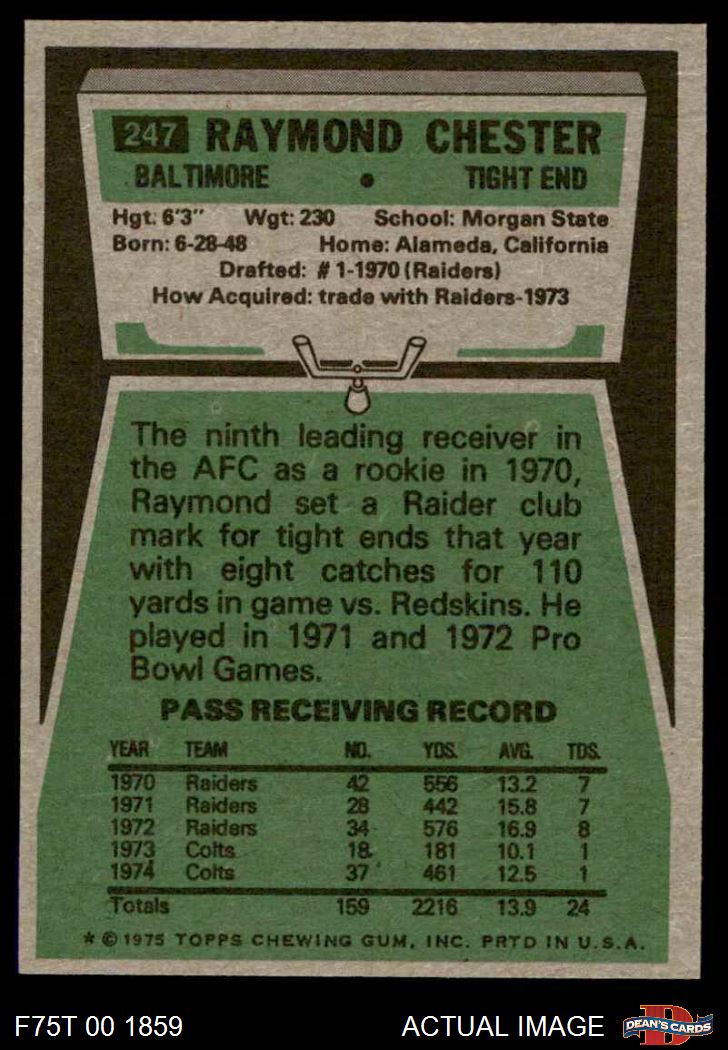 247 RAYMOND CHESTER
BALTIMORE • TIGHT END
Hgt: 6'3" Wgt: 230 School: Morgan State
Born: 6-28-48 Home: Alameda, California
Drafted: #1-1970 (Raiders)
How Acquired: trade with Raiders-1973
The ninth leading receiver in
the AFC as a rookie in 1970,
Raymond set a Raider club
mark for tight ends that year
with eight catches for 110
yards in game vs. Redskins. He
played in 1971 and 1972 Pro
Bowl Games.
PASS RECEIVING RECORD
YEAR TEAM NO. YDS. AVG. TDS.
1970 Raiders 42 556 13.2 7
1971 Raiders 28 442 15.8 7
1972 Raiders 34 576 16.9 8
1973 Colts 18 181 10.1 1
1974 Colts 37 461 12.5 1
Totals 159 2216 13.9 24
* © 1975 TOPPS CHEWING GUM, INC. PRTD IN U.S.A.
F75T 00 1859 ACTUAL IMAGE D DEAN'S CARDS